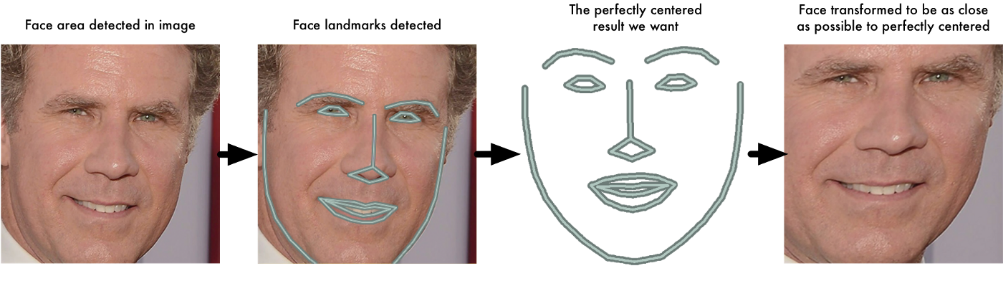 Face area detected in image
Face landmarks detected
The perfectly centered
result we want
Face transformed to be as close
as possible to perfectly centered